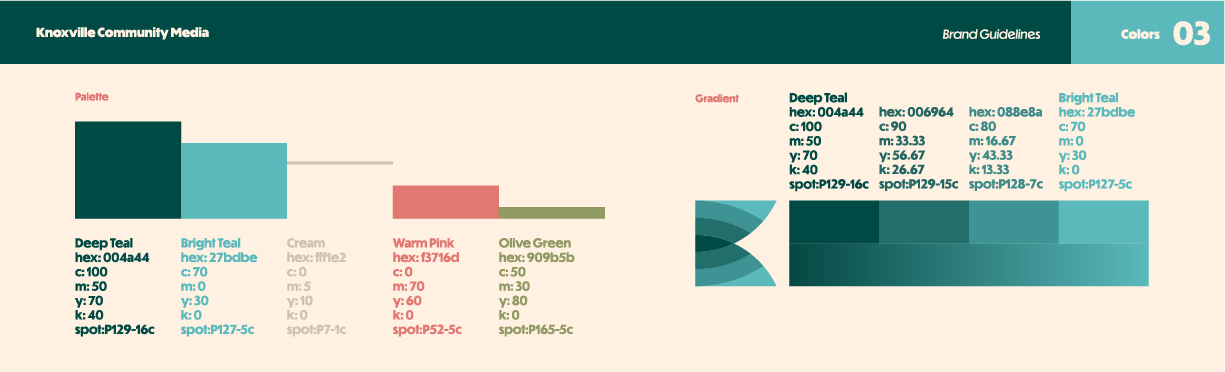 Knoxville Community Media
Brand Guidelines
Colors 03
Palette
Deep Teal
hex: 004a44
c: 100
m: 50
y: 70
k: 40
spot:P129-16c
Bright Teal
hex: 27bdbe
c: 70
m: 0
y: 30
k: 0
spot:P127-5c
Cream
hex: fff1e2
c: 0
m: 5
y: 10
k: 0
spot:P7-1c
Warm Pink
hex: f3716d
c: 0
m: 70
y: 60
k: 0
spot:P52-5c
Olive Green
hex: 909b5b
c: 50
m: 30
y: 80
k: 0
spot:P165-5c
Gradient
Deep Teal
hex: 004a44
c: 100
m: 50
y: 70
k: 40
spot:P129-16c
hex: 006964
c: 90
m: 33.33
y: 56.67
k: 26.67
spot:P129-15c
hex: 088e8a
c: 80
m: 16.67
y: 43.33
k: 13.33
spot:P128-7c
Bright Teal
hex: 27bdbe
c: 70
m: 0
y: 30
k: 0
spot:P127-5c